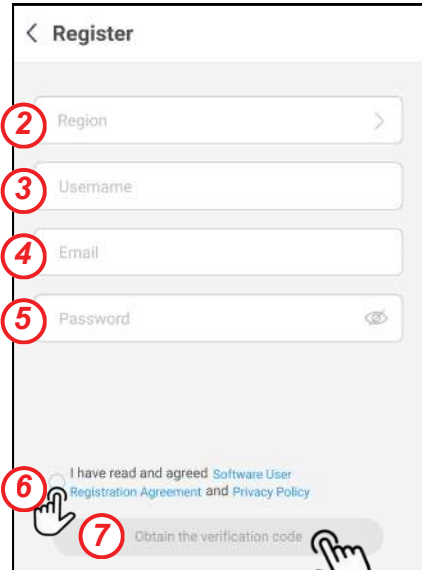 < Register
2 Region >
3 Username
4 Email
5 Password
6 I have read and agreed Software User
Registration Agreement and Privacy Policy
7 Obtain the verification code